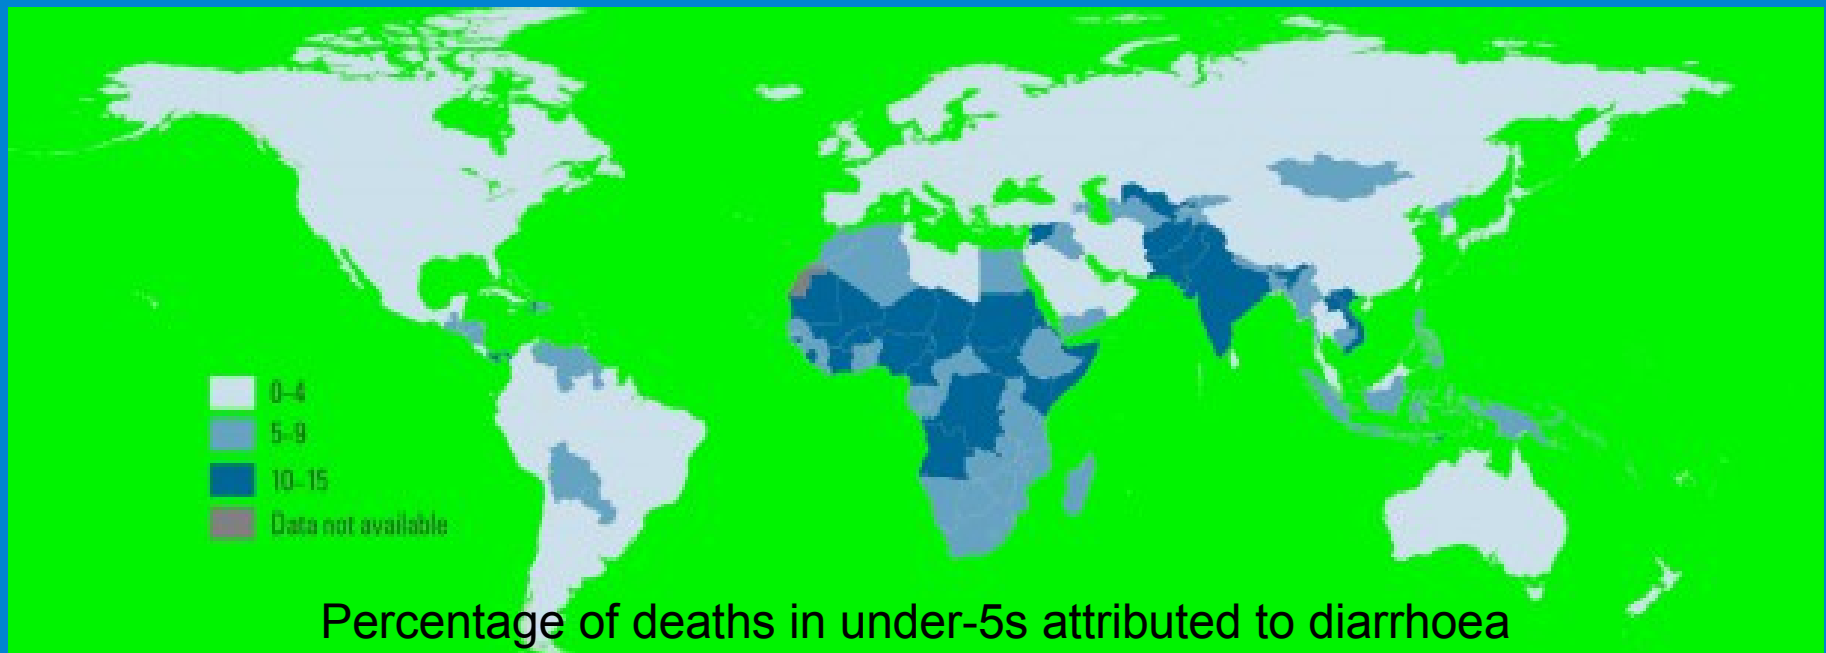 0–4
5–9
10–15
Data not available
Percentage of deaths in under-5s attributed to diarrhoea